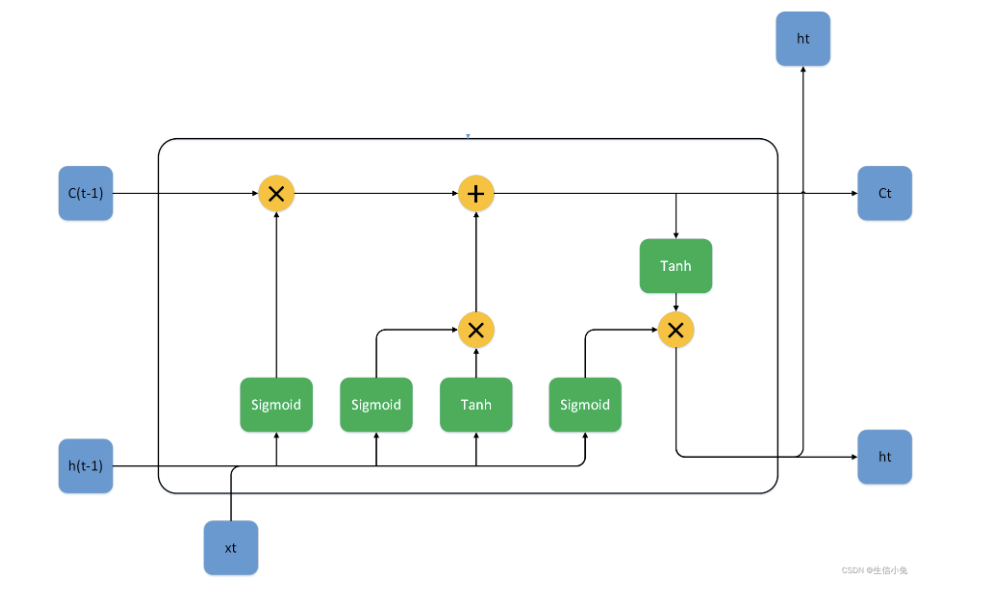 ht
C(t-1)
×
+
Ct
Tanh
×
×
Sigmoid
Sigmoid
Tanh
Sigmoid
h(t-1)
ht
xt
CSDN @生信小兔